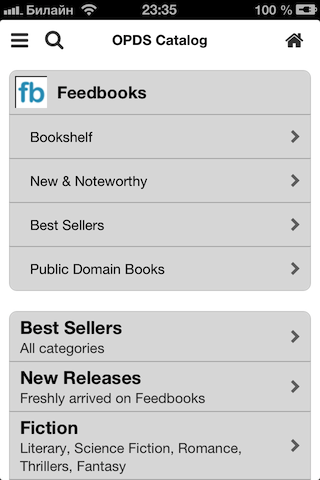 Билайн 23:35 100 %
OPDS Catalog
fb Feedbooks
Bookshelf
New & Noteworthy
Best Sellers
Public Domain Books
Best Sellers
All categories
New Releases
Freshly arrived on Feedbooks
Fiction
Literary, Science Fiction, Romance,
Thrillers, Fantasy